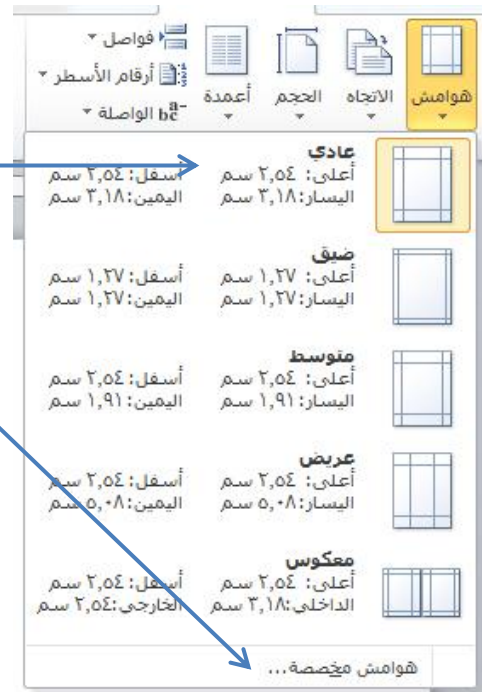 هوامش
الاتجاه
الحجم
أعمدة
فواصل
أرقام الأسطر
الواصلة
عادي
أعلى: ٢,٥٤ سم أسفل: ٢,٥٤ سم
اليسار: ٣,١٨ سم اليمين: ٣,١٨ سم
ضيق
أعلى: ١,٢٧ سم أسفل: ١,٢٧ سم
اليسار: ١,٢٧ سم اليمين: ١,٢٧ سم
متوسط
أعلى: ٢,٥٤ سم أسفل: ٢,٥٤ سم
اليسار: ١,٩١ سم اليمين: ١,٩١ سم
عريض
أعلى: ٢,٥٤ سم أسفل: ٢,٥٤ سم
اليسار: ٥,٠٨ سم اليمين: ٥,٠٨ سم
معكوس
أعلى: ٢,٥٤ سم أسفل: ٢,٥٤ سم
الداخلي: ٣,١٨ سم الخارجي: ٢,٥٤ سم
هوامش مخصصة...